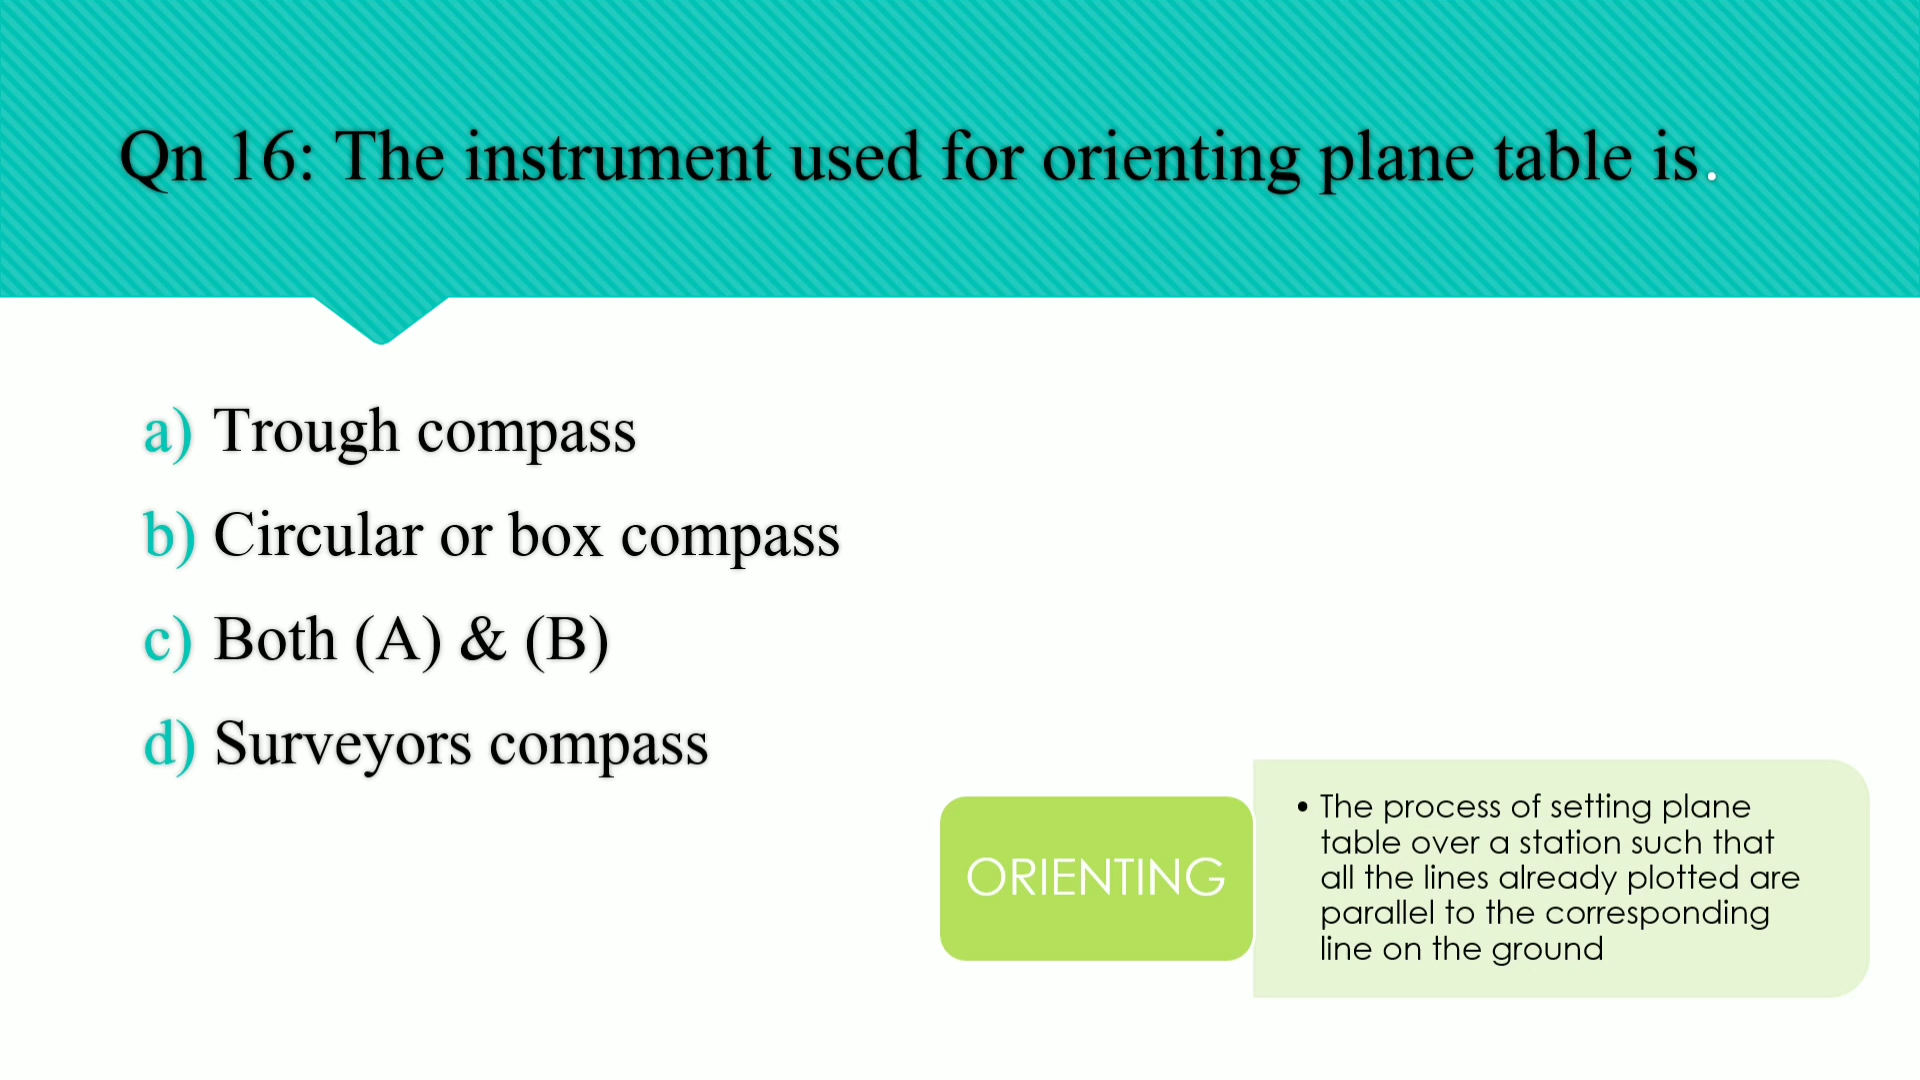 Qn 16: The instrument used for orienting plane table is.
a) Trough compass
b) Circular or box compass
c) Both (A) & (B)
d) Surveyors compass
ORIENTING
• The process of setting plane
table over a station such that
all the lines already plotted are
parallel to the corresponding
line on the ground